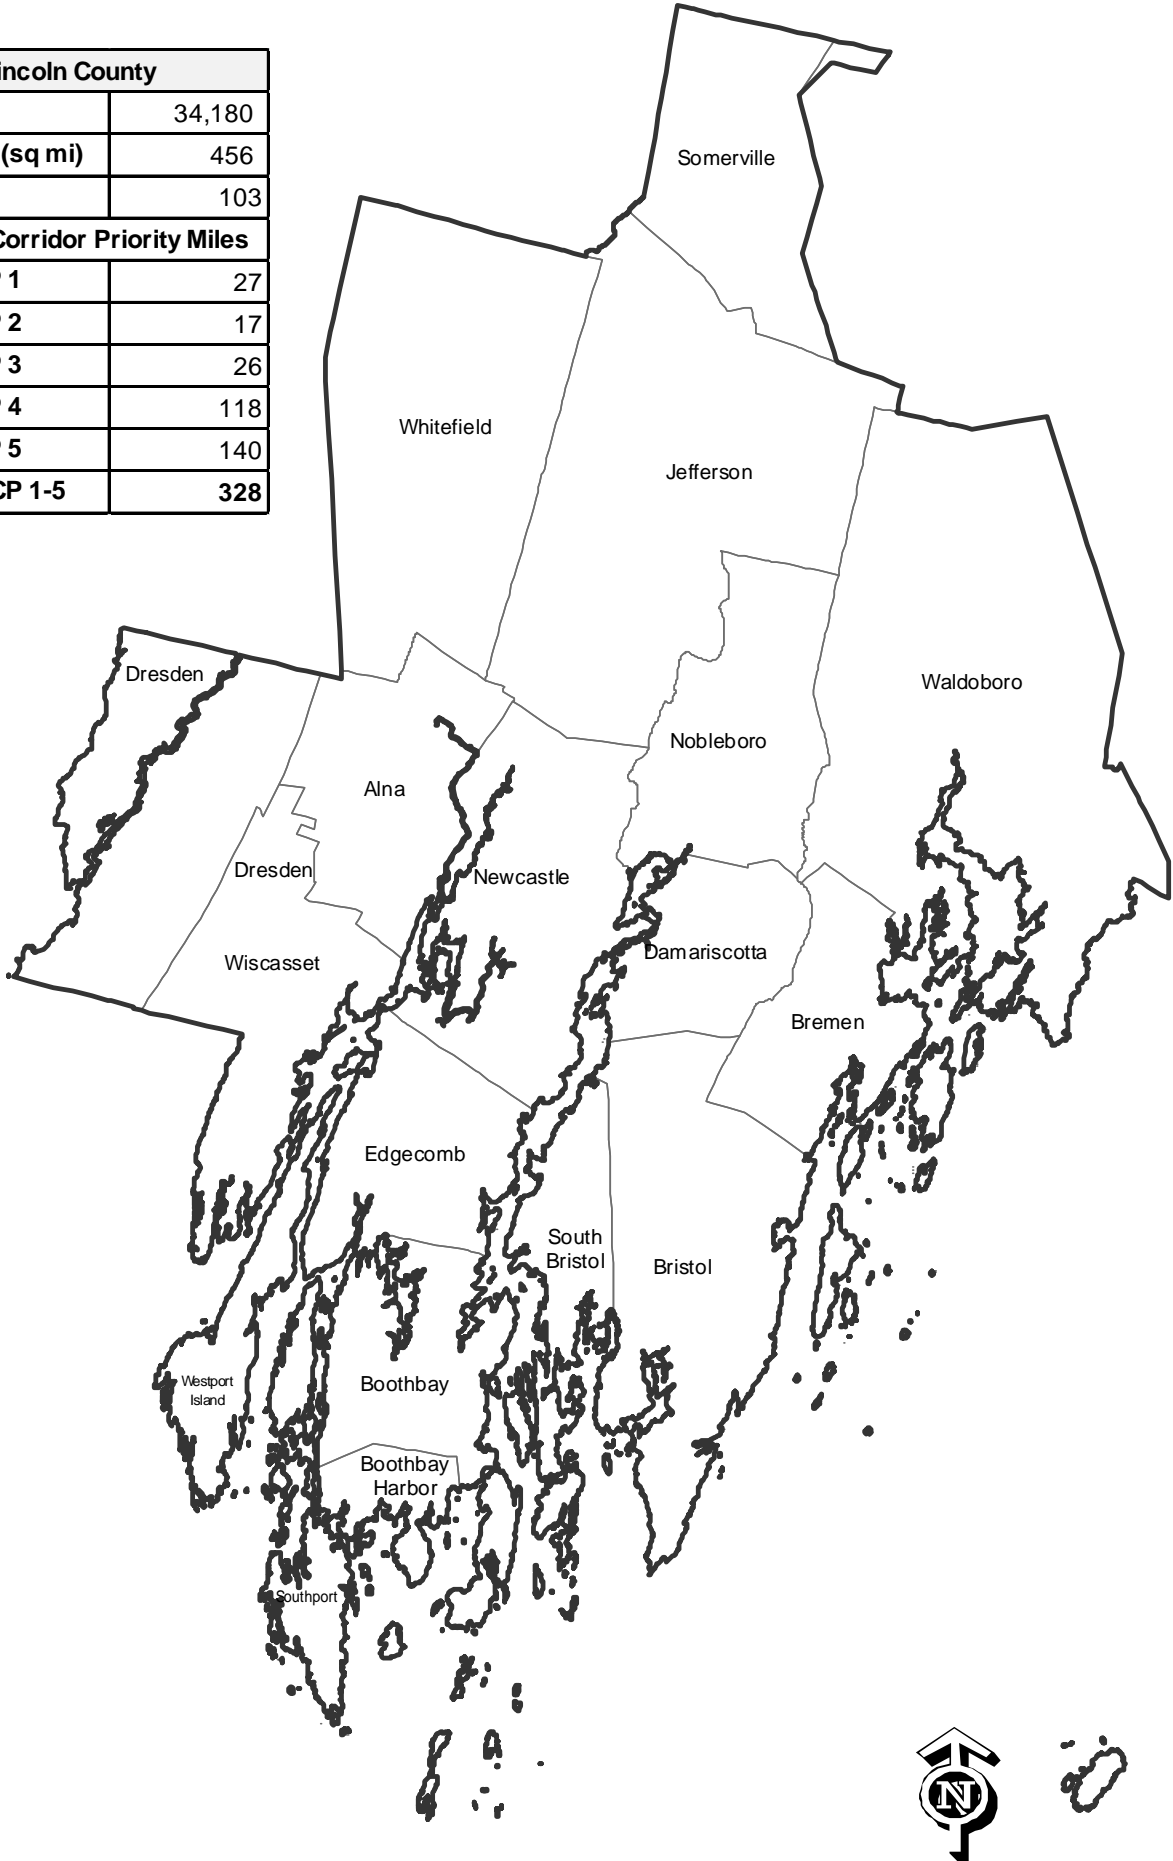 incoln County
34,180
(sq mi) 456
103
Corridor Priority Miles
1 27
2 17
3 26
4 118
5 140
CP 1-5 328
Somerville
Whitefield
Jefferson
Dresden
Waldoboro
Nobleboro
Alna
Dresden
Newcastle
Damariscotta
Wiscasset
Bremen
Edgecomb
South
Bristol
Bristol
Westport
Island
Boothbay
Boothbay
Harbor
Southport
N